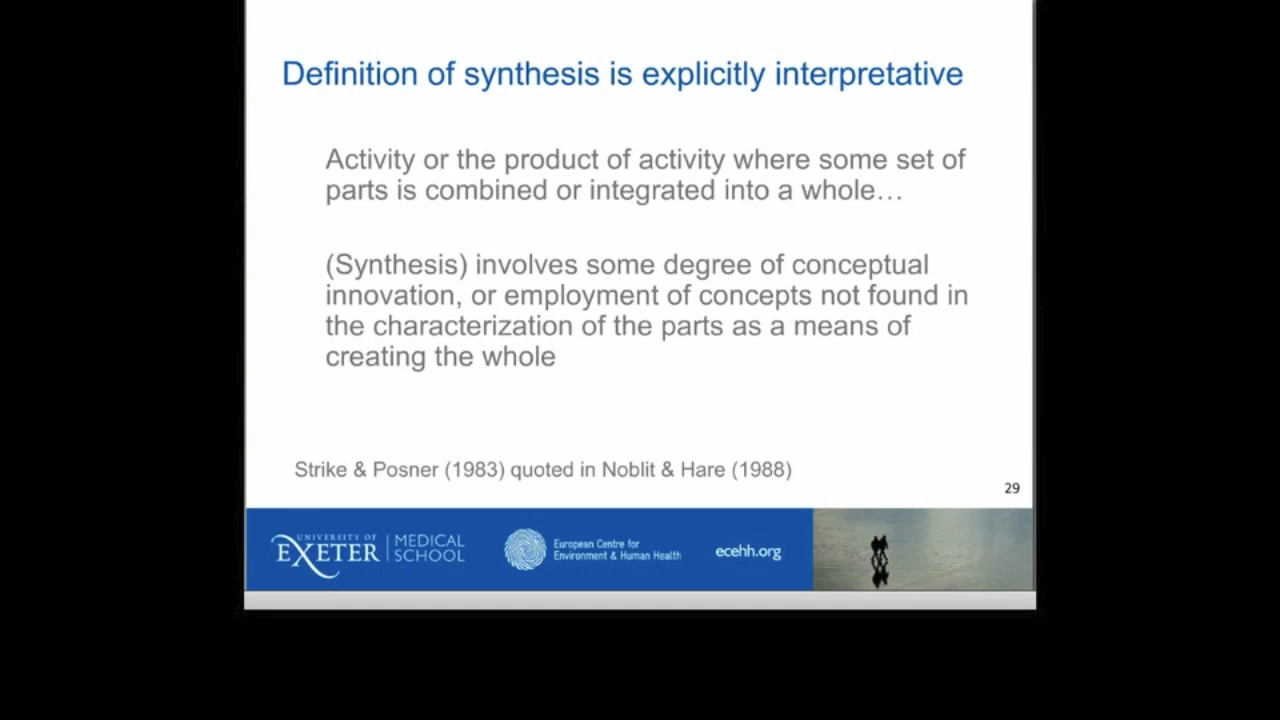 Definition of synthesis is explicitly interpretative
Activity or the product of activity where some set of
parts is combined or integrated into a whole…
(Synthesis) involves some degree of conceptual
innovation, or employment of concepts not found in
the characterization of the parts as a means of
creating the whole
Strike & Posner (1983) quoted in Noblit & Hare (1988)
29
UNIVERSITY OF
EXETER
MEDICAL
SCHOOL
European Centre for
Environment & Human Health
ecehh.org